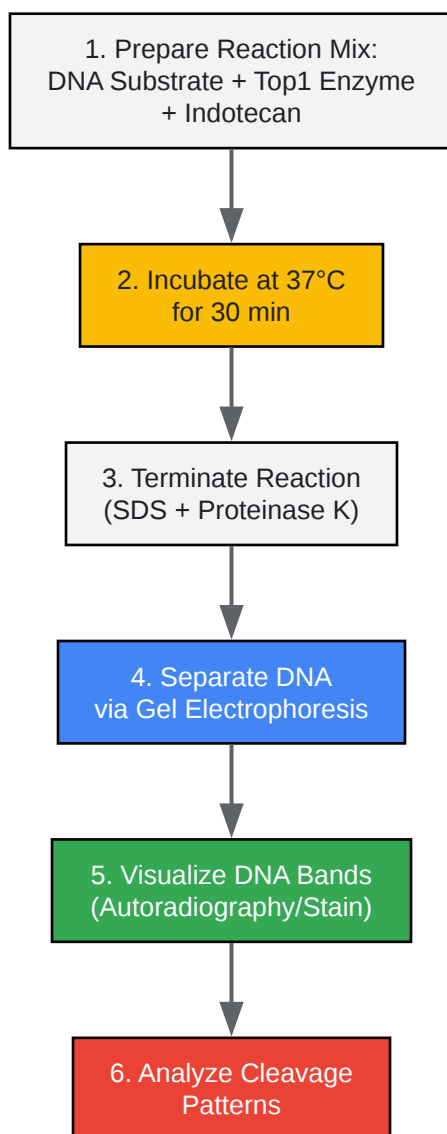 1. Prepare Reaction Mix:
DNA Substrate + Top1 Enzyme
+ Indotecan
2. Incubate at 37°C
for 30 min
3. Terminate Reaction
(SDS + Proteinase K)
4. Separate DNA
via Gel Electrophoresis
5. Visualize DNA Bands
(Autoradiography/Stain)
6. Analyze Cleavage
Patterns